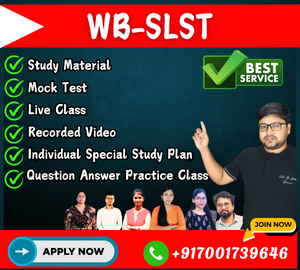 WB-SLST
Study Material
BEST
SERVICE
Mock Test
Live Class
Recorded Video
Individual Special Study Plan
Question Answer Practice Class
JOIN NOW
APPLY NOW
+917001739646